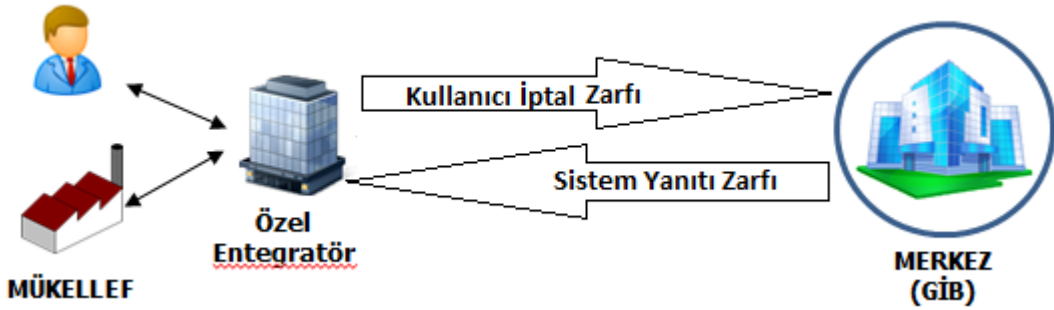 Kullanıcı İptal Zarfı
Sistem Yanıtı Zarfı
Özel
Entegratör
MÜKELLEF
MERKEZ
(GİB)